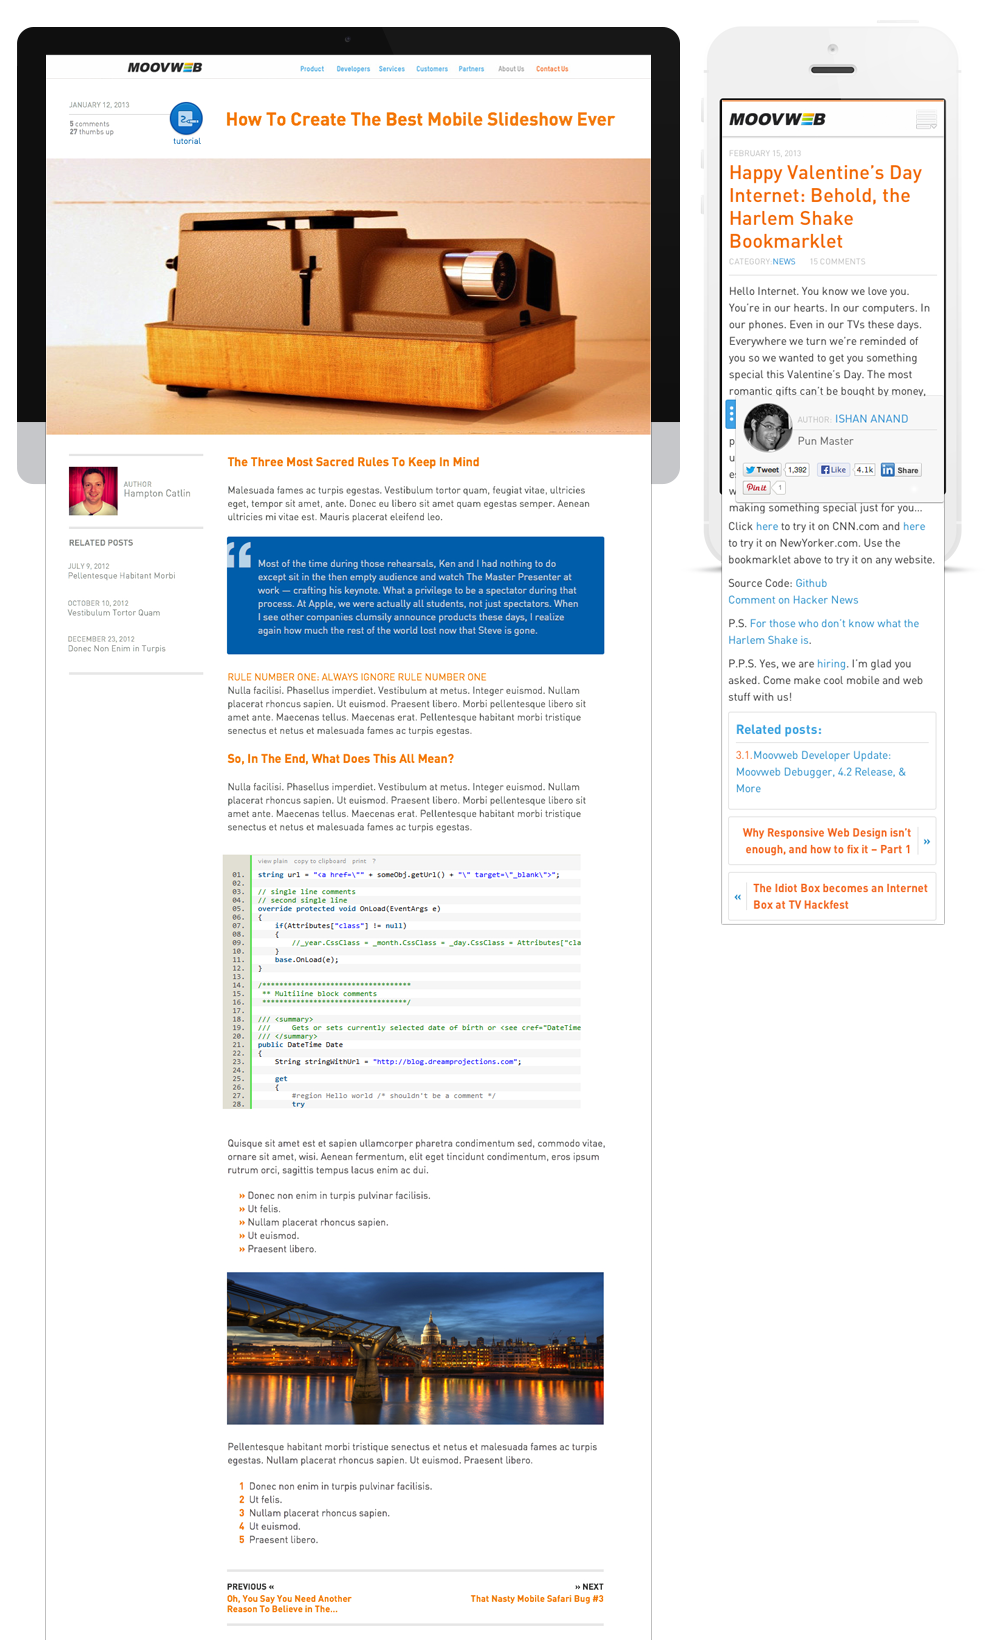 MOOVWEB
Product Developers Services Customers Partners About Us Contact Us
JANUARY 12, 2013
5 comments
27 thumbs up
tutorial
How To Create The Best Mobile Slideshow Ever
AUTHOR
Hampton Catlin
RELATED POSTS
JULY 9, 2012
Pellentesque Habitant Morbi
OCTOBER 10, 2012
Vestibulum Tortor Quam
DECEMBER 23, 2012
Donec Non Enim in Turpis
The Three Most Sacred Rules To Keep In Mind
Malesuada fames ac turpis egestas. Vestibulum tortor quam, feugiat vitae, ultricies
eget, tempor sit amet, ante. Donec eu libero sit amet quam egestas semper. Aenean
ultricies mi vitae est. Mauris placerat eleifend leo.
“
Most of the time during those rehearsals, Ken and I had nothing to do
except sit in the then empty audience and watch The Master Presenter at
work — crafting his keynote. What a privilege to be a spectator during that
process. At Apple, we were actually all students, not just spectators. When
I see other companies clumsily announce products these days, I realize
again how much the rest of the world lost now that Steve is gone.
RULE NUMBER ONE: ALWAYS IGNORE RULE NUMBER ONE
Nulla facilisi. Phasellus imperdiet. Vestibulum at metus. Integer euismod. Nullam
placerat rhoncus sapien. Ut euismod. Praesent libero. Morbi pellentesque libero sit
amet ante. Maecenas tellus. Maecenas erat. Pellentesque habitant morbi tristique
senectus et netus et malesuada fames ac turpis egestas.
So, In The End, What Does This All Mean?
Nulla facilisi. Phasellus imperdiet. Vestibulum at metus. Integer euismod. Nullam
placerat rhoncus sapien. Ut euismod. Praesent libero. Morbi pellentesque libero sit
amet ante. Maecenas tellus. Maecenas erat. Pellentesque habitant morbi tristique
senectus et netus et malesuada fames ac turpis egestas.
view plain copy to clipboard print ?
01. string url = "<a href=\"" + someObj.getUrl() + "\" target=\"_blank\">";
02.
03. // single line comments
04. // second single line
05. override protected void OnLoad(EventArgs e)
06. {
07. if(Attributes["class"] != null)
08. {
09. //_year.CssClass = _month.CssClass = _day.CssClass = Attributes["cla
10. }
11. base.OnLoad(e);
12. }
13.
14. /**********************************
15. ** Multiline block comments
16. **********************************/
17.
18. /// <summary>
19. /// Gets or sets currently selected date of birth or <see cref="DateTime
20. /// </summary>
21. public DateTime Date
22. {
23. String stringWithUrl = "http://blog.dreamprojections.com";
24.
25. get
26. {
27. #region Hello world /* shouldn't be a comment */
28. try
Quisque sit amet est et sapien ullamcorper pharetra condimentum sed, commodo vitae,
ornare sit amet, wisi. Aenean fermentum, elit eget tincidunt condimentum, eros ipsum
rutrum orci, sagittis tempus lacus enim ac dui.
» Donec non enim in turpis pulvinar facilisis.
» Ut felis.
» Nullam placerat rhoncus sapien.
» Ut euismod.
» Praesent libero.
Pellentesque habitant morbi tristique senectus et netus et malesuada fames ac turpis
egestas. Nullam placerat rhoncus sapien. Ut euismod. Praesent libero.
1 Donec non enim in turpis pulvinar facilisis.
2 Ut felis.
3 Nullam placerat rhoncus sapien.
4 Ut euismod.
5 Praesent libero.
PREVIOUS «
Oh, You Say You Need Another
Reason To Believe in The...
» NEXT
That Nasty Mobile Safari Bug #3
MOOVWEB
FEBRUARY 15, 2013
Happy Valentine's Day
Internet: Behold, the
Harlem Shake
Bookmarklet
CATEGORY: NEWS 15 COMMENTS
Hello Internet. You know we love you.
You're in our hearts. In our computers. In
our phones. Even in our TVs these days.
Everywhere we turn we're reminded of
you so we wanted to get you something
special this Valentine's Day. The most
romantic gifts can't be bought by money,
AUTHOR: ISHAN ANAND
Pun Master
Tweet 1,392 Like 4.1k in Share
Pin it 1
making something special just for you...
Click here to try it on CNN.com and here
to try it on NewYorker.com. Use the
bookmarklet above to try it on any website.
Source Code: Github
Comment on Hacker News
P.S. For those who don't know what the
Harlem Shake is.
P.P.S. Yes, we are hiring. I'm glad you
asked. Come make cool mobile and web
stuff with us!
Related posts:
3.1. Moovweb Developer Update:
Moovweb Debugger, 4.2 Release, &
More
Why Responsive Web Design isn't
enough, and how to fix it – Part 1 »
« The Idiot Box becomes an Internet
Box at TV Hackfest